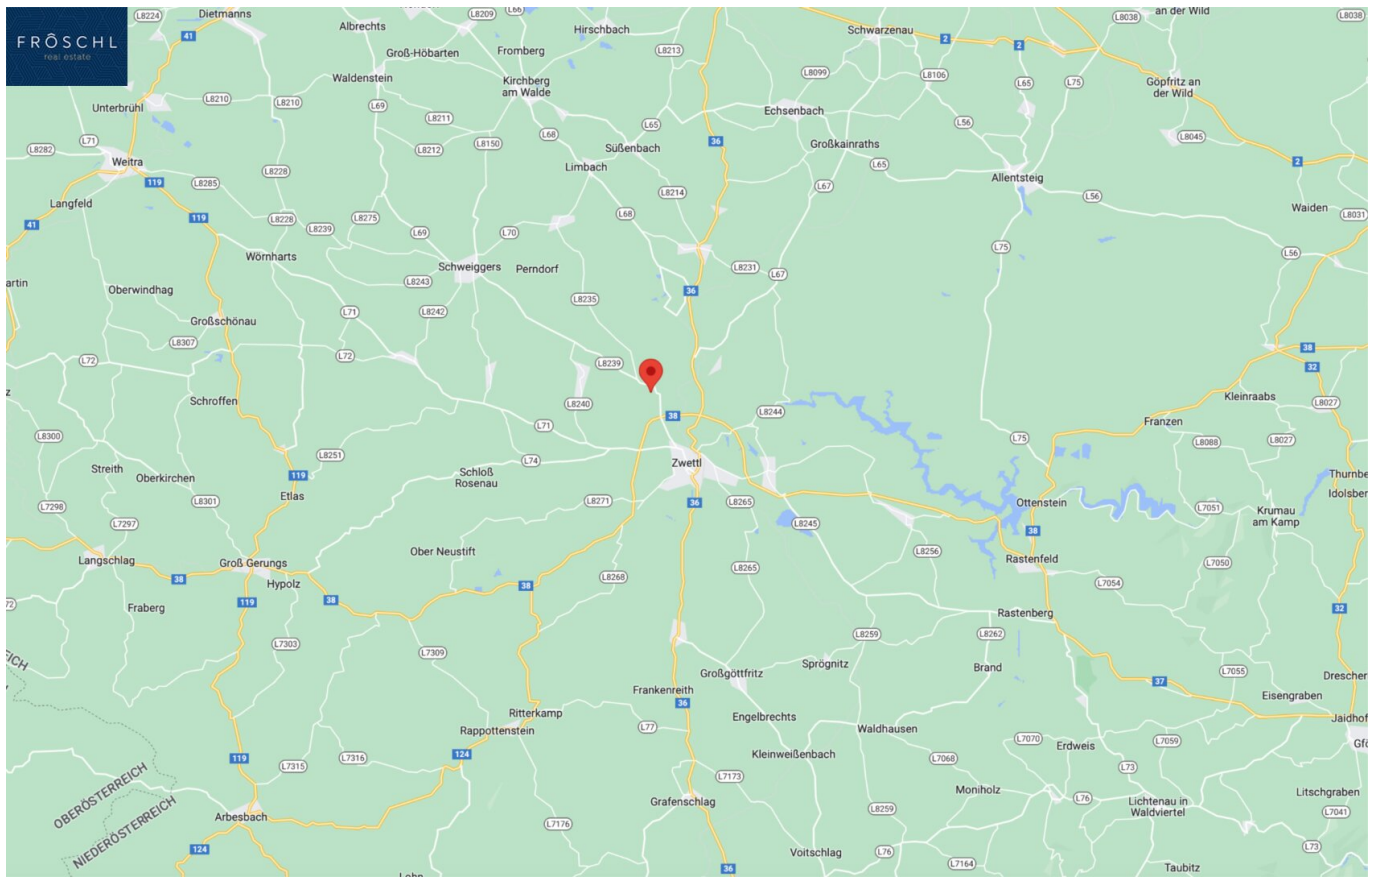 FRÖSCHL
real estate
L8224
Dietmanns
L8209
L66
an der Wild
L8038
L8038
41
Albrechts
Hirschbach
Schwarzenau
2
2
Groß-Höbarten
Fromberg
L8213
Waldenstein
Kirchberg
am Walde
L8099
L8106
L65
L75
Göpfritz an
der Wild
Unterbrühl
L8210
L8210
L69
L8211
L68
L65
Echsenbach
L56
L8045
L71
L8282
L8212
L8150
Süßenbach
36
Großkainraths
Weitra
Limbach
L65
2
119
L8285
L8228
L8214
L67
Allentsteig
L56
Langfeld
Waiden
L8031
41
119
L8228
L8239
L8275
L69
L70
L68
L75
L56
Wörnharts
Schweiggers
Perndorf
L8231
L67
artin
Oberwindhag
L8243
L8235
36
Großschönau
L71
L8242
L8307
L72
L72
L8239
38
32
Schroffen
L8240
38
L8244
Kleinraabs
L8027
L71
Franzen
L8300
L75
L8088
L8027
L8251
L74
Zwettl
Streith
Oberkirchen
119
Schloß
Rosenau
Thurnbe
Idolsber
L7298
L8301
Etlas
L8271
36
L8265
Ottenstein
L7051
Krumau
am Kamp
L7297
L8245
38
Langschlag
Groß Gerungs
Ober Neustift
L8256
Rastenfeld
L7050
38
Hypolz
L8268
L8265
38
L7054
72
Fraberg
119
38
Rastenberg
32
L7303
L7309
L8259
L8262
EICH
Sprögnitz
Brand
Großgöttfritz
L7055
Drescher
Frankenreith
36
37
Eisengraben
Ritterkamp
Engelbrechts
Jaidhof
Rappottenstein
L77
Waldhausen
L7070
L7059
Gfö
119
L7315
L7316
124
Kleinweißenbach
L7068
Erdweis
OBERÖSTERREICH
L7173
L73
Moniholz
L76
Litschgraben
NIEDERÖSTERREICH
Arbesbach
Grafenschlag
L8259
Lichtenau in
Waldviertel
L7041
L7176
124
Voitschlag
L76
L7164
L73
36
Taubitz